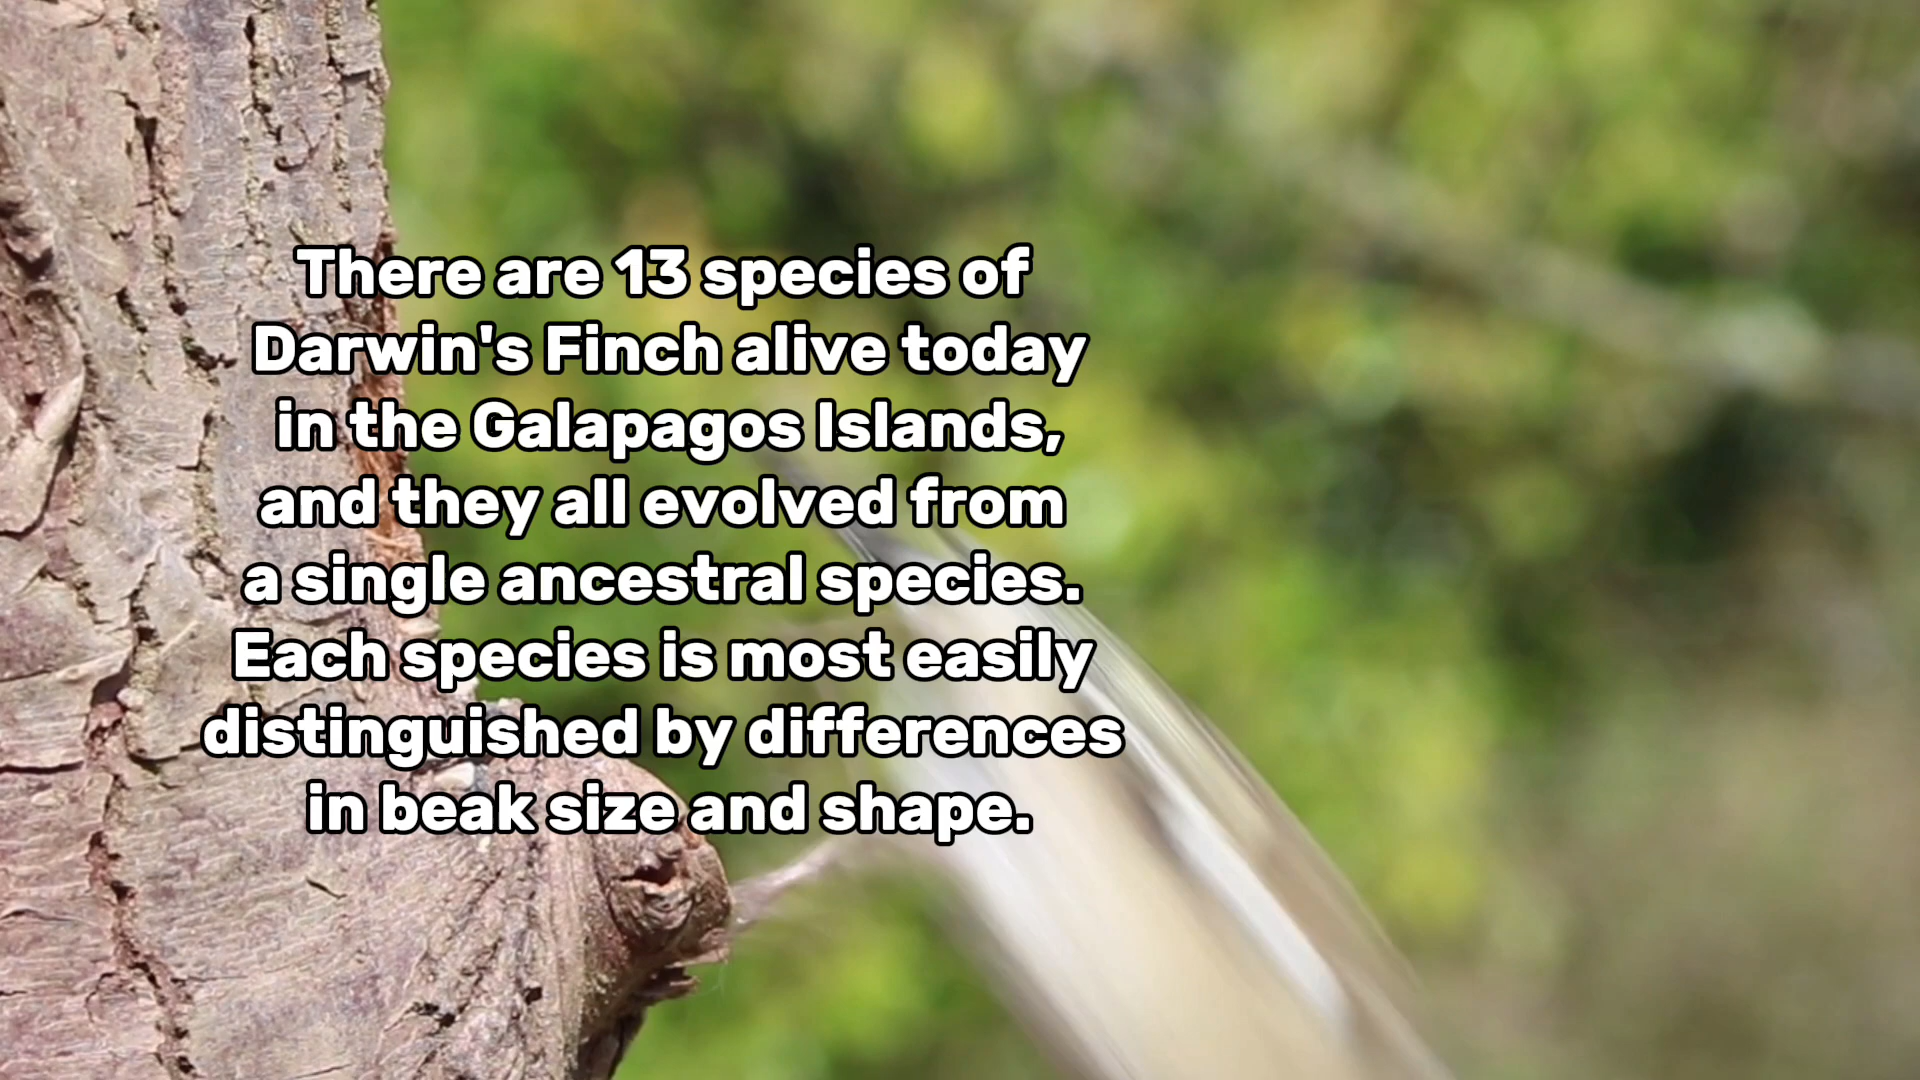 There are 13 species of
Darwin's Finch alive today
in the Galapagos Islands,
and they all evolved from
a single ancestral species.
Each species is most easily
distinguished by differences
in beak size and shape.